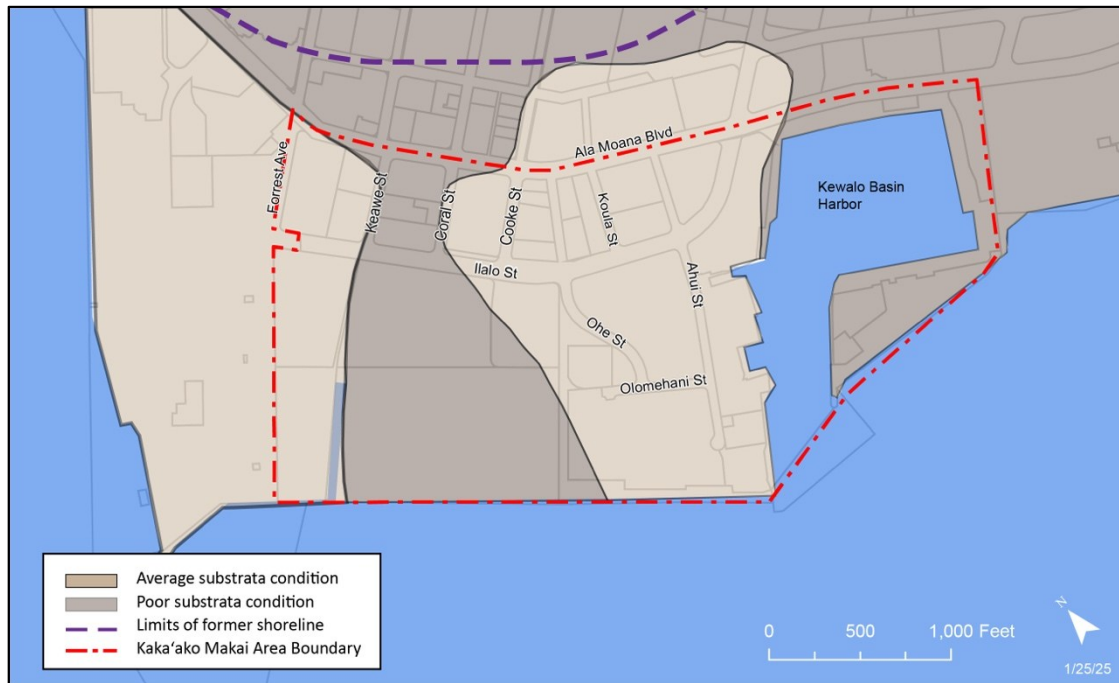 Ala Moana Blvd
Forrest Ave
Keawe St
Coral St
Cooke St
Koula St
Kewalo Basin
Harbor
Ilalo St
Ahui St
Ohe St
Olomehani St
Average substrata condition
Poor substrata condition
Limits of former shoreline
Kakaʻako Makai Area Boundary
N
0 500 1,000 Feet
1/25/25